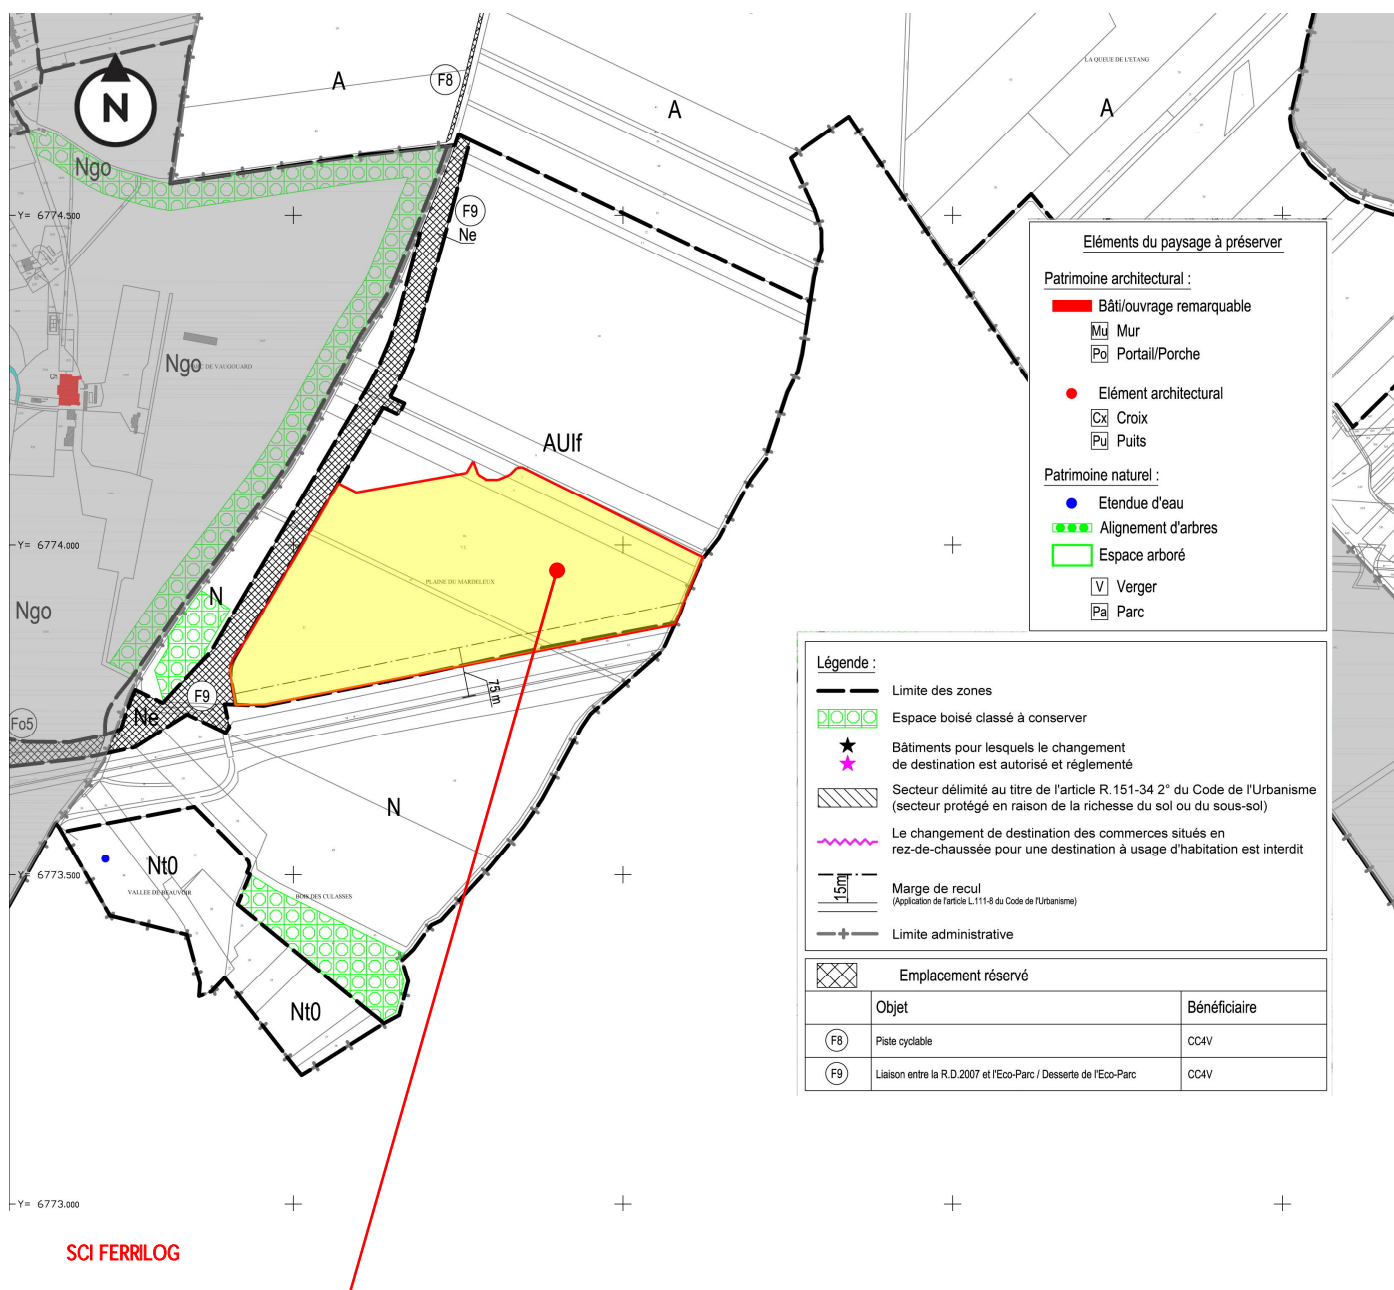 A
F8
A
LA QUEUE DE L'ETANG
A
N
Ngo
Y= 6774.500
F9
Ne
Ngo
DE VAUGOUARD
5
AUIf
Y= 6774.000
PLAINE DU MARDELEUX
N
Ngo
F9
75 m
Ne
Fo5
N
Nt0
Y= 6773.500
VALLEE DE BEAUVOIR
BOIS DES CULASSES
Nt0
Y= 6773.000
SCI FERRILOG
Eléments du paysage à préserver
Patrimoine architectural :
Bâti/ouvrage remarquable
Mu Mur
Po Portail/Porche
Elément architectural
Cx Croix
Pu Puits
Patrimoine naturel :
Etendue d'eau
Alignement d'arbres
Espace arboré
V Verger
Pa Parc
Légende :
Limite des zones
Espace boisé classé à conserver
Bâtiments pour lesquels le changement
de destination est autorisé et réglementé
Secteur délimité au titre de l'article R.151-34 2° du Code de l'Urbanisme
(secteur protégé en raison de la richesse du sol ou du sous-sol)
Le changement de destination des commerces situés en
rez-de-chaussée pour une destination à usage d'habitation est interdit
15m
Marge de recul
(Application de l'article L.111-8 du Code de l'Urbanisme)
Limite administrative
Emplacement réservé
Objet Bénéficiaire
F8 Piste cyclable CC4V
F9 Liaison entre la R.D.2007 et l'Eco-Parc / Desserte de l'Eco-Parc CC4V